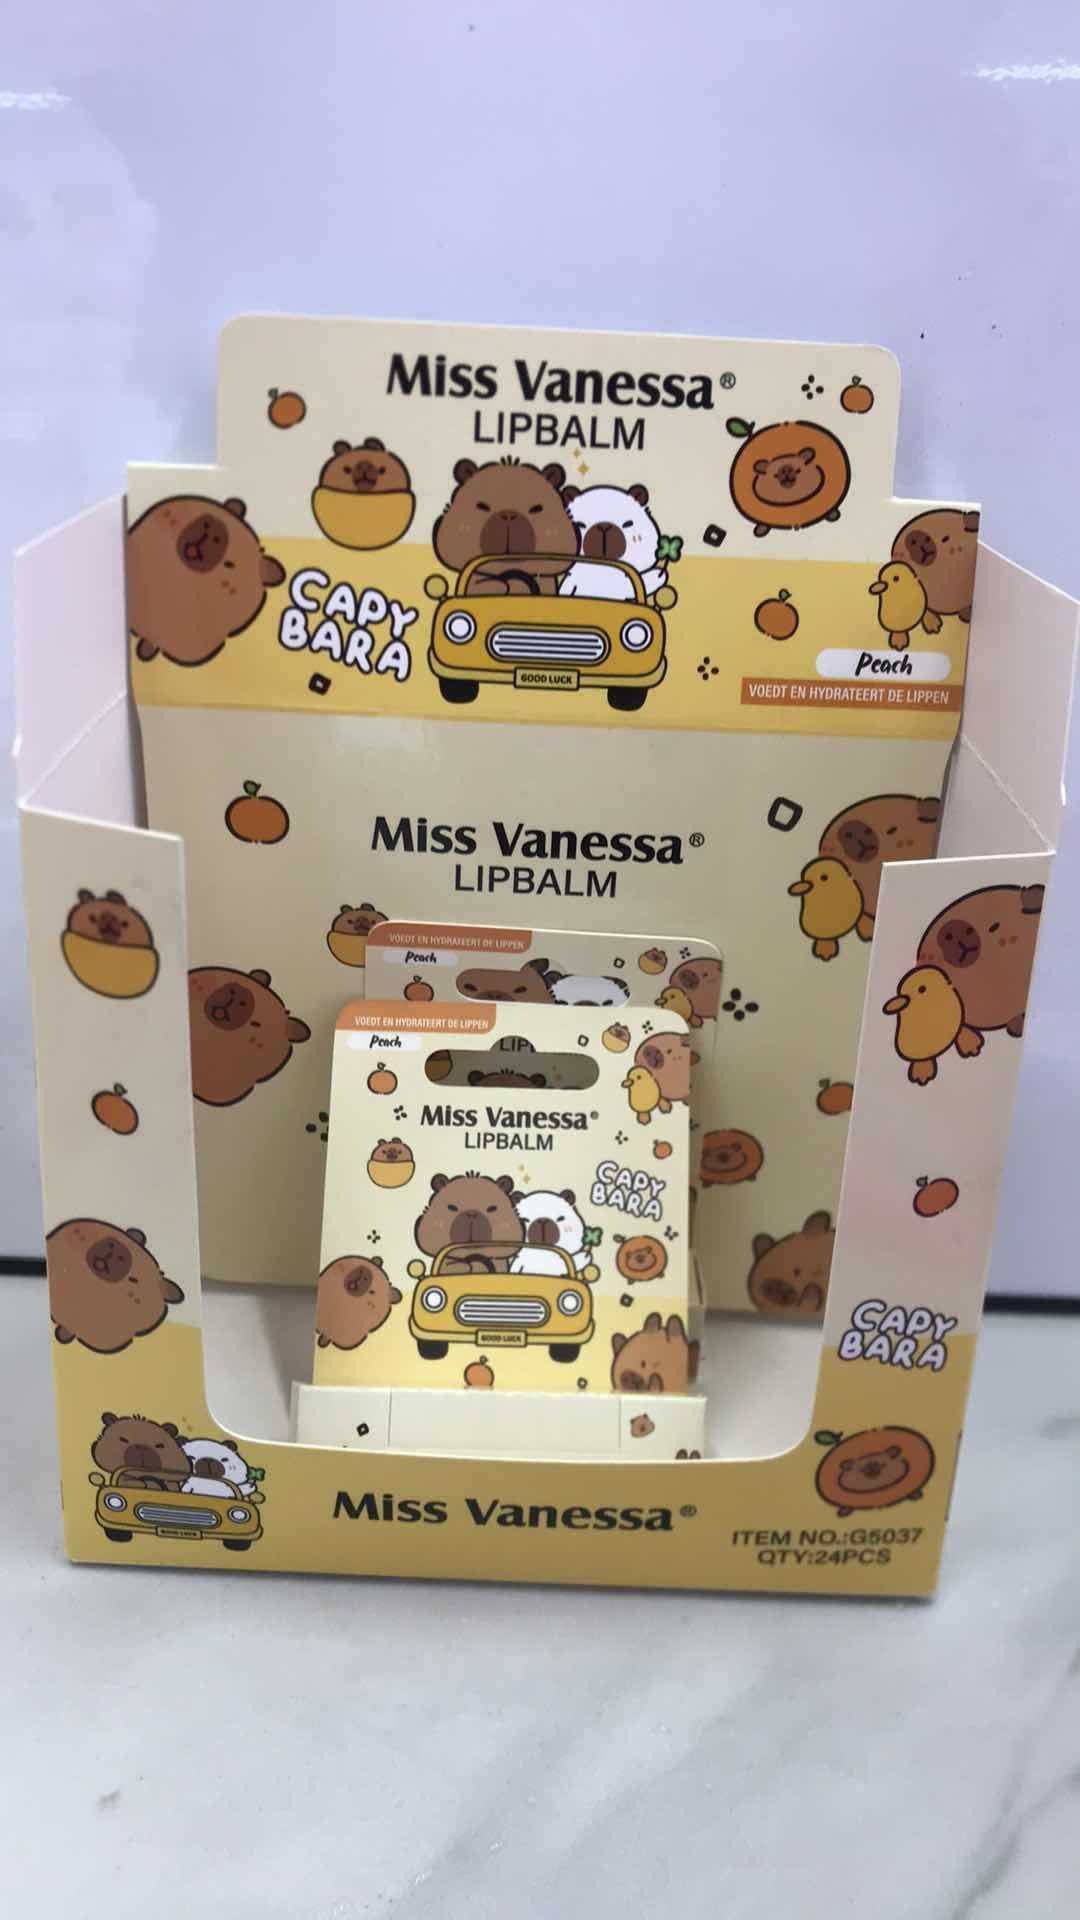 Miss Vanessa®
LIPBALM
CAPY
BARA
GOOD LUCK
Peach
VOEDT EN HYDRATEERT DE LIPPEN
Miss Vanessa®
LIPBALM
VOEDT EN HYDRATEERT DE LIPPEN
Peach
VOEDT EN HYDRATEERT DE LIPPEN
Peach
LIP
Miss Vanessa®
LIPBALM
CAPY
BARA
GOOD LUCK
CAPY
BARA
GOOD LUCK
Miss Vanessa®
ITEM NO.:G5037
QTY:24PCS